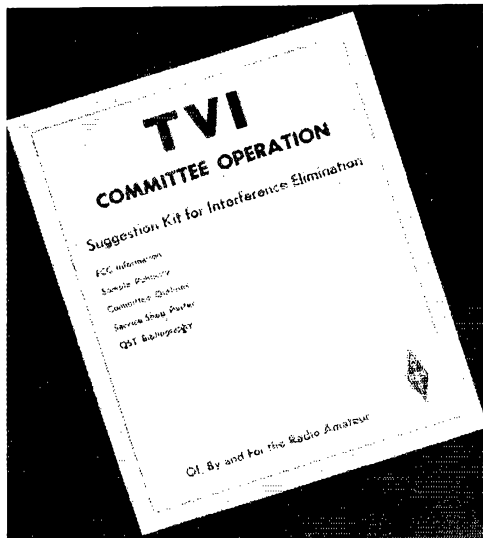 TVI
COMMITTEE OPERATION
Suggestion Kit for Interference Elimination
FCC Information
Sample Publicity
Committee Outlines
Service Shop Poster
QST Bibliography
Of, By and For the Radio Amateur